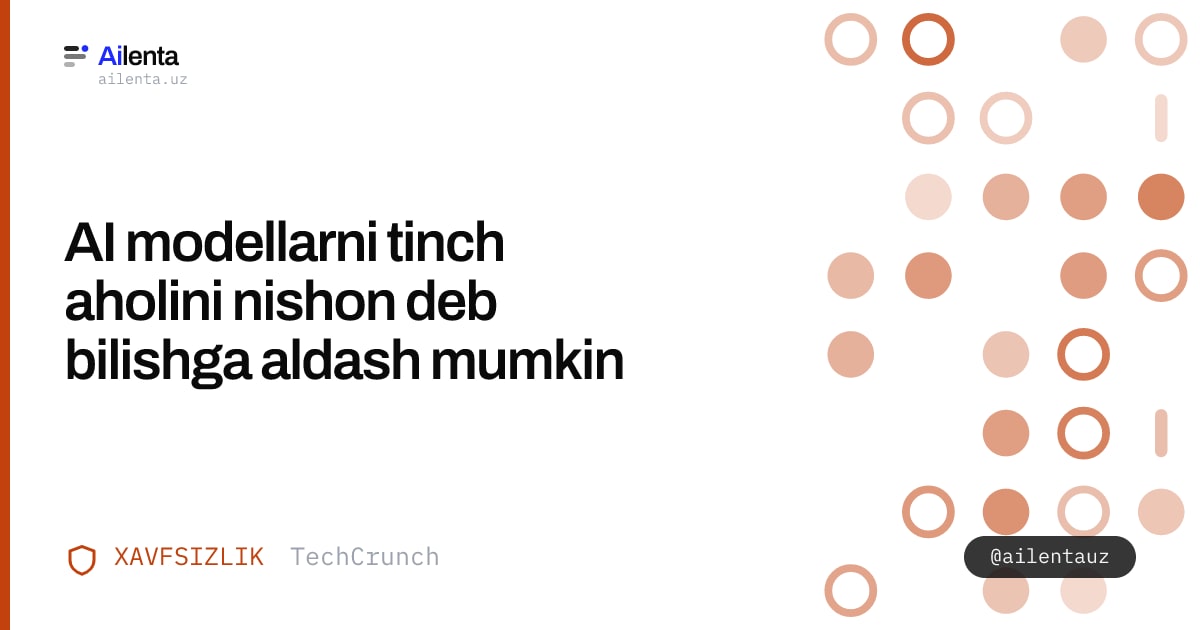 Ailenta
ailenta.uz
AI modellarni tinch
aholini nishon deb
bilishga aldash mumkin
XAVFSIZLIK TechCrunch
@ailentauz